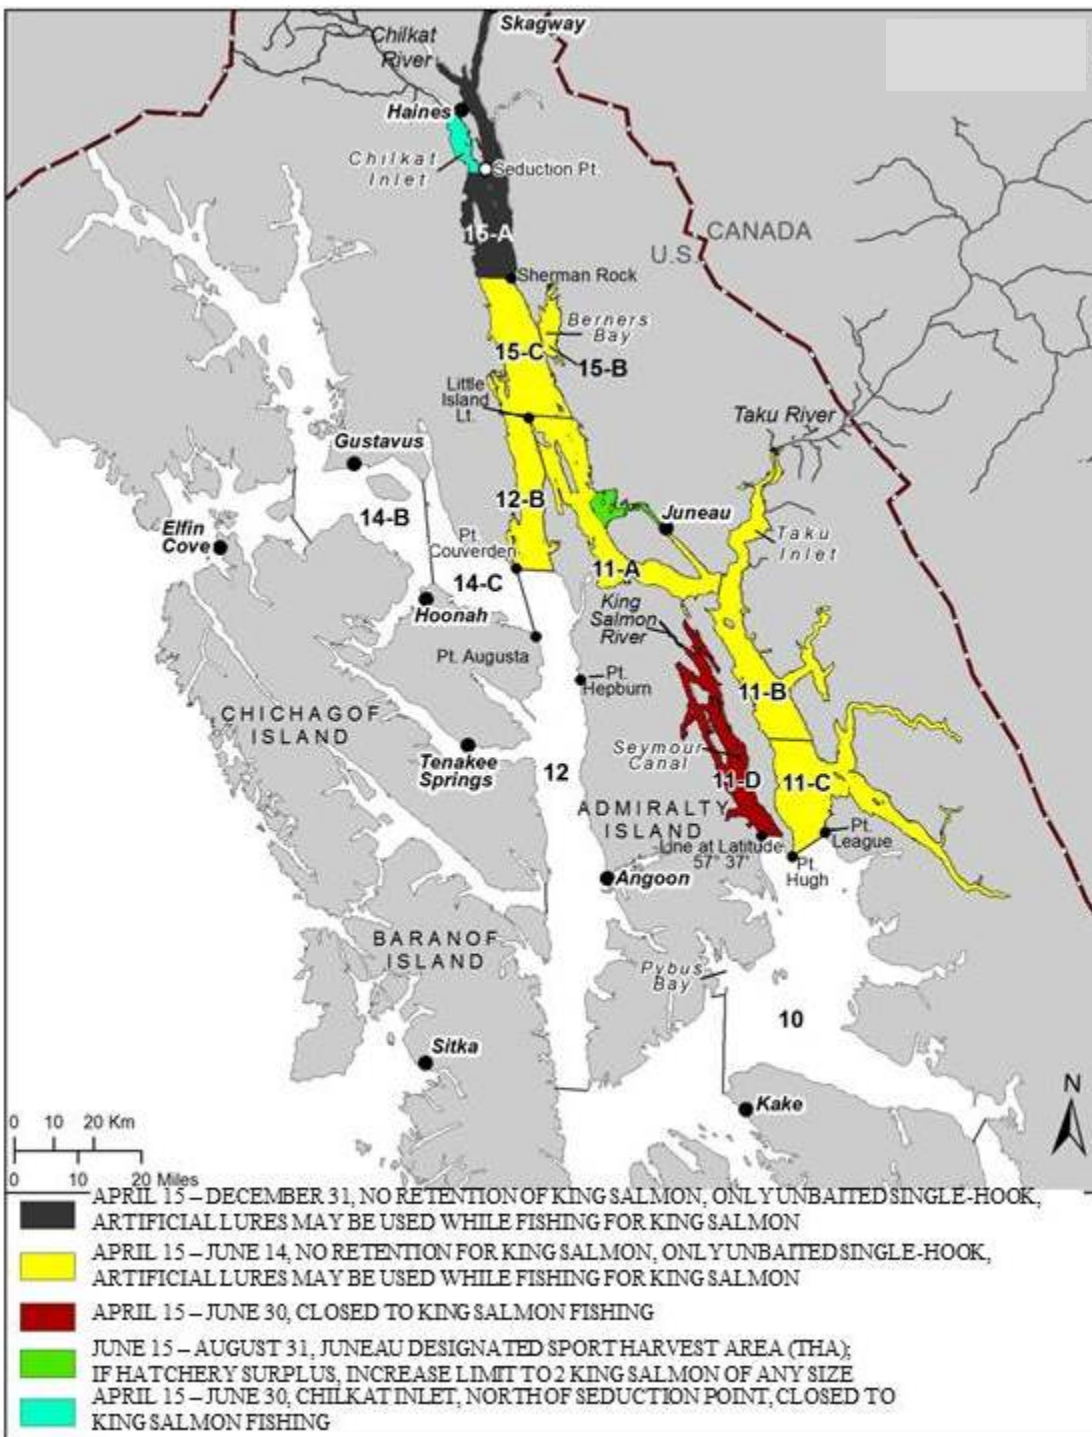 Skagway
Chilkat
River
Haines
Chilkat
Inlet
Seduction Pt.
15-A
CANADA
U.S.
Sherman Rock
Berners
Bay
15-C
15-B
Little
Island
Lt.
Taku River
Gustavus
12-B
Juneau
14-B
Elfin
Cove
Pt.
Couverden
Taku
Inlet
11-A
14-C
Hoonah
King
Salmon
River
Pt. Augusta
Pt.
Hepburn
11-B
CHICHAGOF
ISLAND
Seymour
Canal
Tenakee
Springs
12
11-D
11-C
ADMIRALTY
ISLAND
Line at Latitude
57° 37'
Pt.
League
Pt.
Hugh
Angoon
BARANOF
ISLAND
Pybus
Bay
10
Sitka
Kake
N
0 10 20 Km
0 10 20 Miles
APRIL 15 – DECEMBER 31, NO RETENTION OF KING SALMON, ONLY UNBAITED SINGLE-HOOK,
ARTIFICIAL LURES MAY BE USED WHILE FISHING FOR KING SALMON
APRIL 15 – JUNE 14, NO RETENTION FOR KING SALMON, ONLY UNBAITED SINGLE-HOOK,
ARTIFICIAL LURES MAY BE USED WHILE FISHING FOR KING SALMON
APRIL 15 – JUNE 30, CLOSED TO KING SALMON FISHING
JUNE 15 – AUGUST 31, JUNEAU DESIGNATED SPORT HARVEST AREA (THA);
IF HATCHERY SURPLUS, INCREASE LIMIT TO 2 KING SALMON OF ANY SIZE
APRIL 15 – JUNE 30, CHILKAT INLET, NORTH OF SEDUCTION POINT, CLOSED TO
KING SALMON FISHING